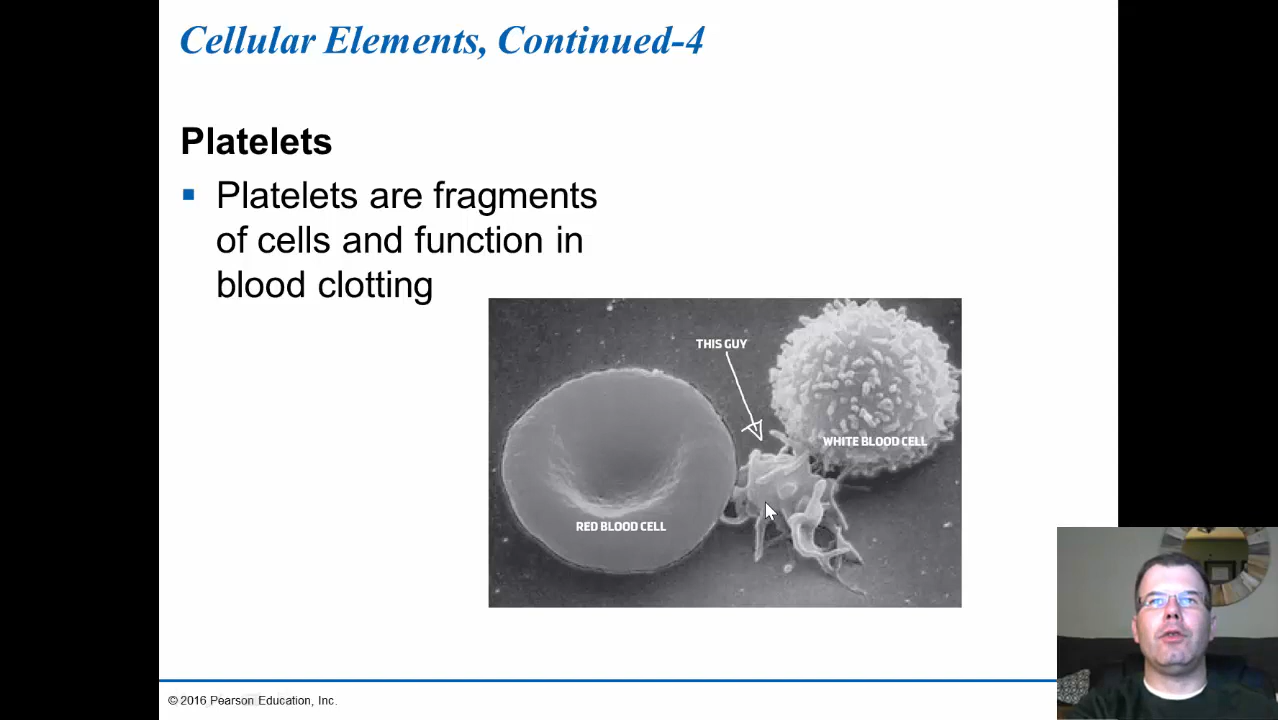 Cellular Elements, Continued-4
Platelets
Platelets are fragments
of cells and function in
blood clotting
THIS GUY
WHITE BLOOD CELL
RED BLOOD CELL
© 2016 Pearson Education, Inc.